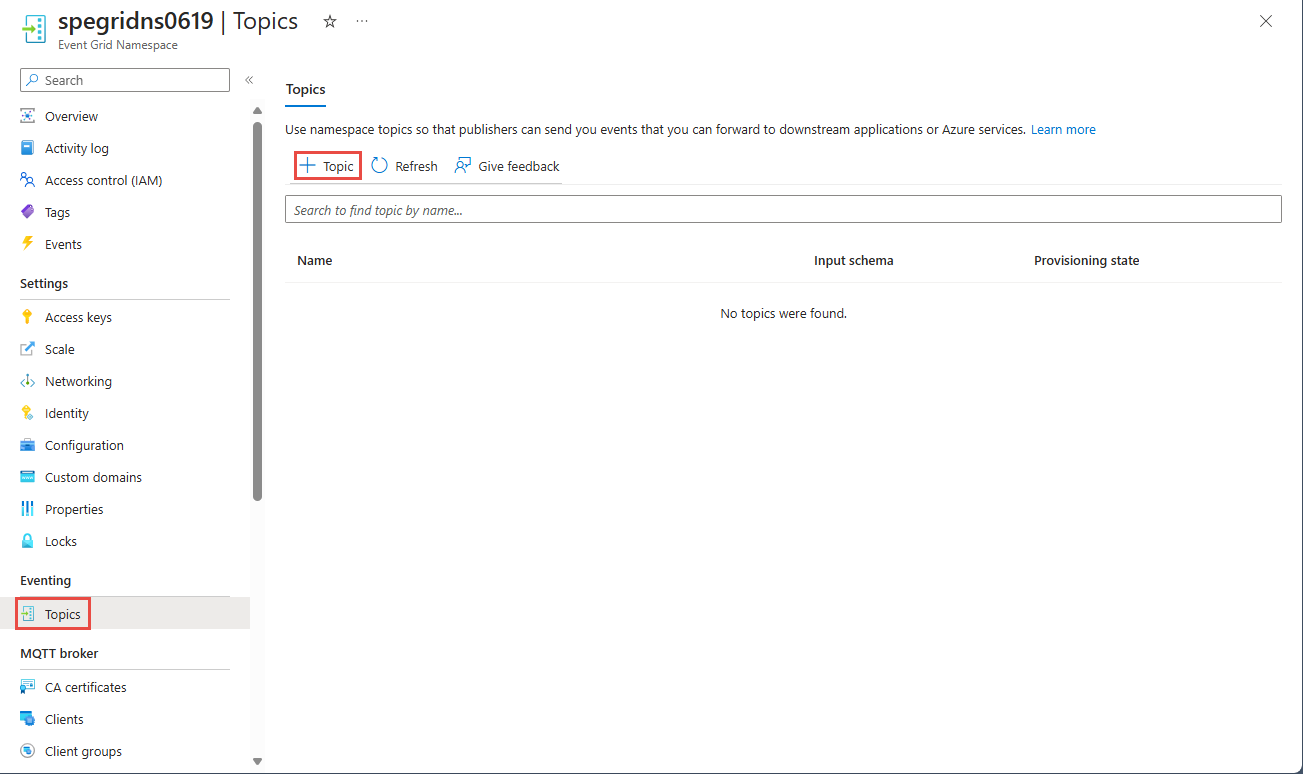 spegridns0619 | Topics
Event Grid Namespace
Search
Overview
Activity log
Access control (IAM)
Tags
Events
Settings
Access keys
Scale
Networking
Identity
Configuration
Custom domains
Properties
Locks
Eventing
Topics
MQTT broker
CA certificates
Clients
Client groups
Topics
Use namespace topics so that publishers can send you events that you can forward to downstream applications or Azure services. Learn more
Topic Refresh Give feedback
Search to find topic by name...
Name Input schema Provisioning state
No topics were found.